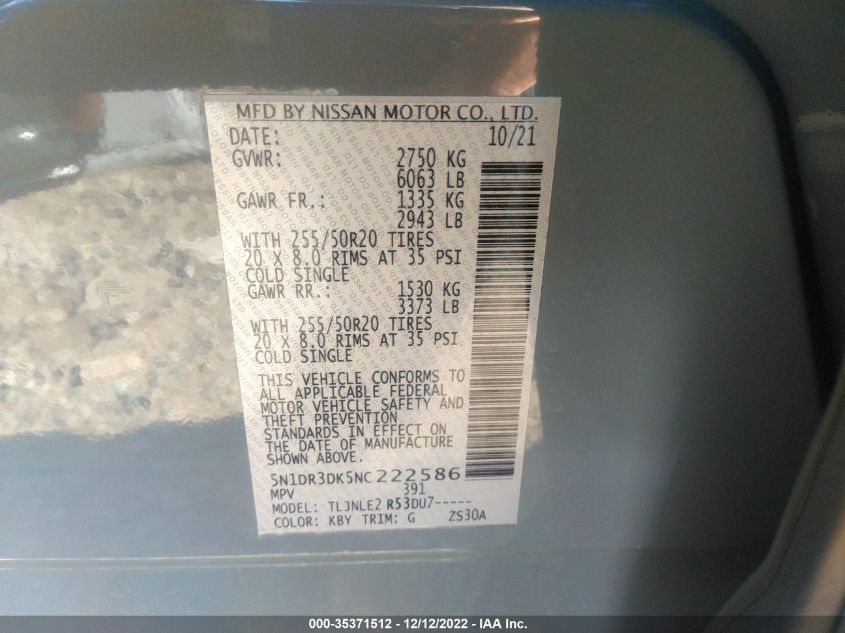 MFD BY NISSAN MOTOR CO., LTD.
DATE: 10/21
GVWR: 2750 KG
6063 LB
GAWR FR.: 1335 KG
2943 LB
WITH 255/50R20 TIRES
20 X 8.0 RIMS AT 35 PSI
COLD SINGLE
GAWR RR.: 1530 KG
3373 LB
WITH 255/50R20 TIRES
20 X 8.0 RIMS AT 35 PSI
COLD SINGLE
THIS VEHICLE CONFORMS TO
ALL APPLICABLE FEDERAL
MOTOR VEHICLE SAFETY AND
THEFT PREVENTION
STANDARDS IN EFFECT ON
THE DATE OF MANUFACTURE
SHOWN ABOVE.
5N1DR3DK5NC222586
MPV 391
MODEL: TLJNLE2 R53DU7-----
COLOR: KBY TRIM: G ZS30A
000-35371512 - 12/12/2022 - IAA Inc.